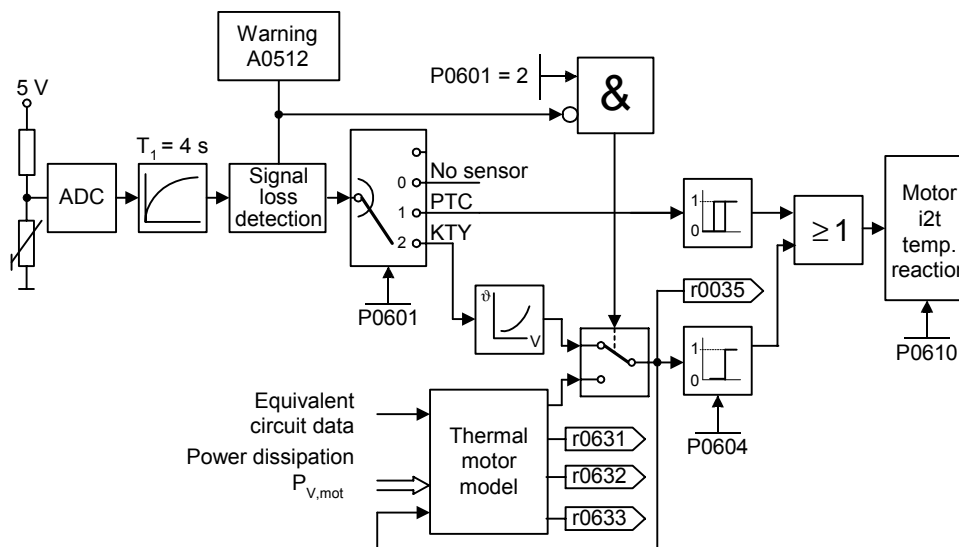 Warning
A0512
P0601 = 2
&
5 V
T1 = 4 s
ADC
Signal
loss
detection
0
No sensor
1
PTC
2
KTY
P0601
1
0
≥ 1
Motor
i2t
temp.
reaction
P0610
r0035
ϑ
V
1
0
P0604
Equivalent
circuit data
Power dissipation
PV,mot
Thermal
motor
model
r0631
r0632
r0633